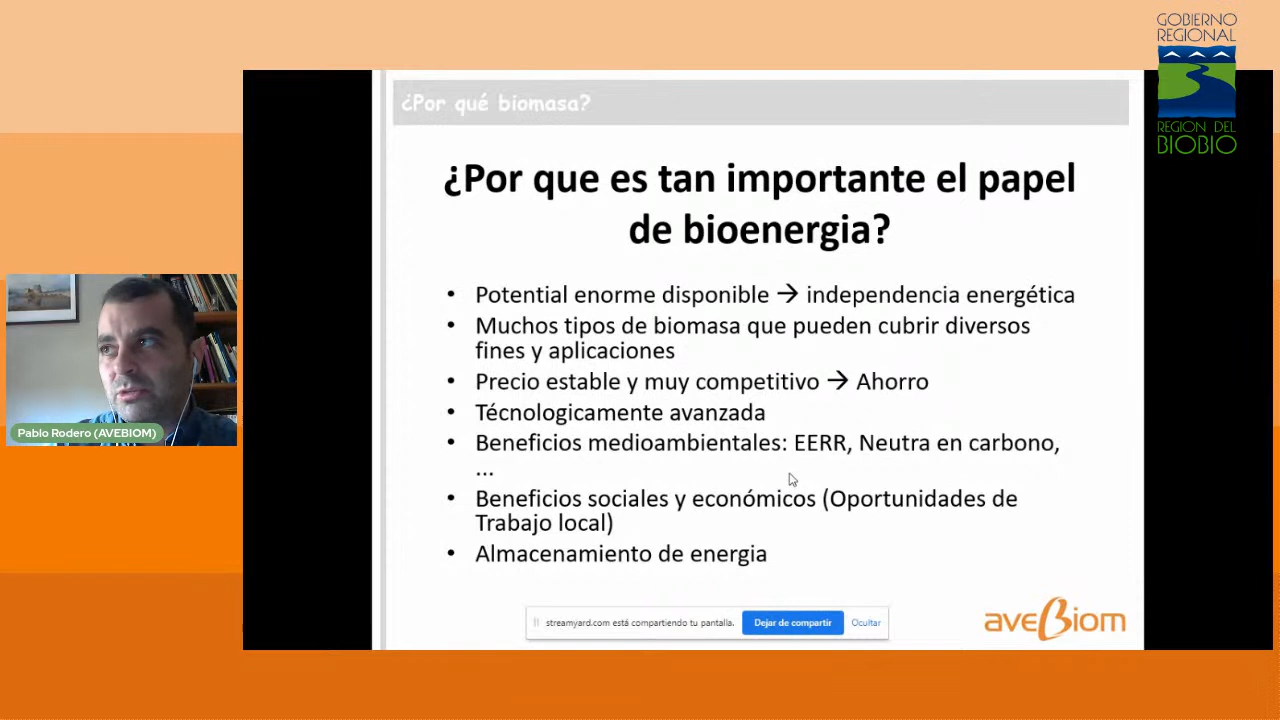 GOBIERNO
REGIONAL
REGION DEL
BIOBIO
¿Por qué biomasa?
¿Por que es tan importante el papel
de bioenergia?
• Potential enorme disponible → independencia energética
• Muchos tipos de biomasa que pueden cubrir diversos
fines y aplicaciones
• Precio estable y muy competitivo → Ahorro
• Técnologicamente avanzada
• Beneficios medioambientales: EERR, Neutra en carbono,
...
• Beneficios sociales y económicos (Oportunidades de
Trabajo local)
• Almacenamiento de energia
Pablo Rodero (AVEBIOM)
streamyard.com está compartiendo tu pantalla.
Dejar de compartir
Ocultar
aveBiom